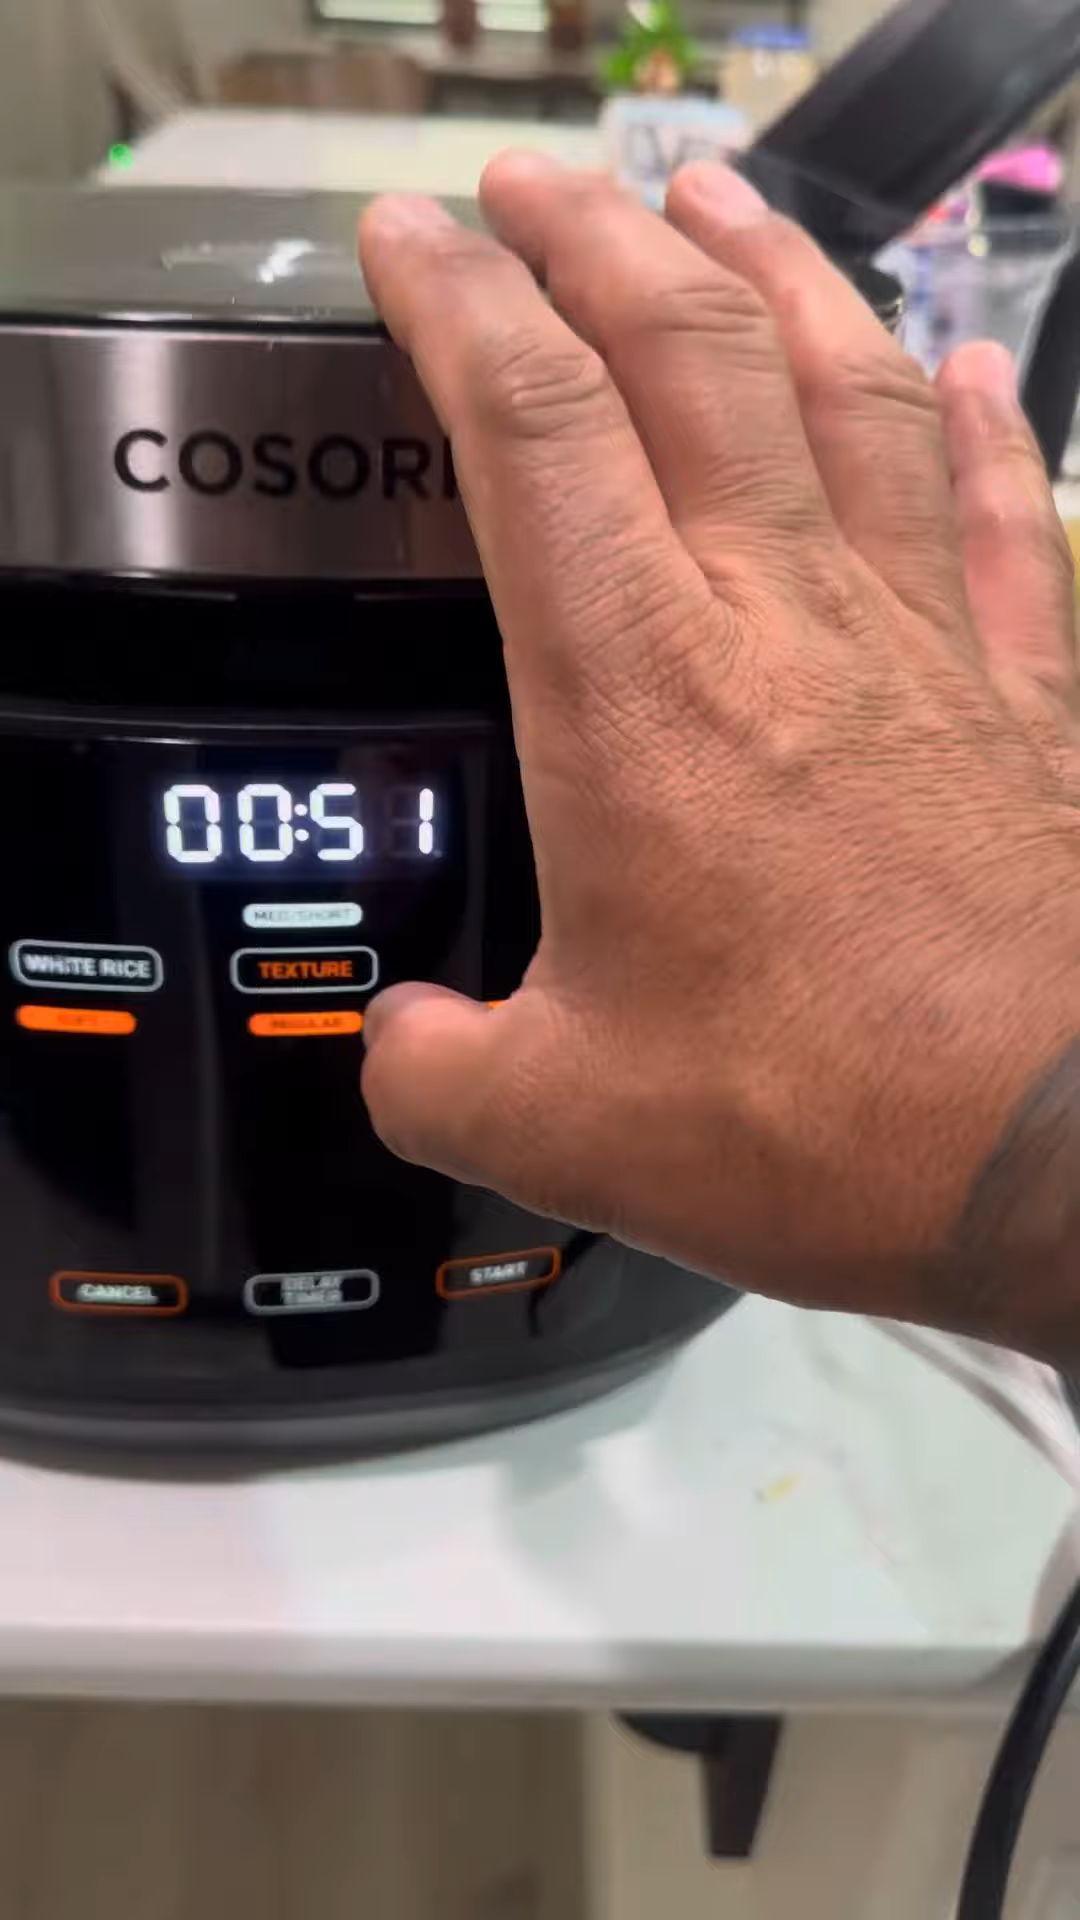 COSORI
00:51
MED/SHORT
WHITE RICE
TEXTURE
REGULAR
CANCEL
DELAY
TIMER
START